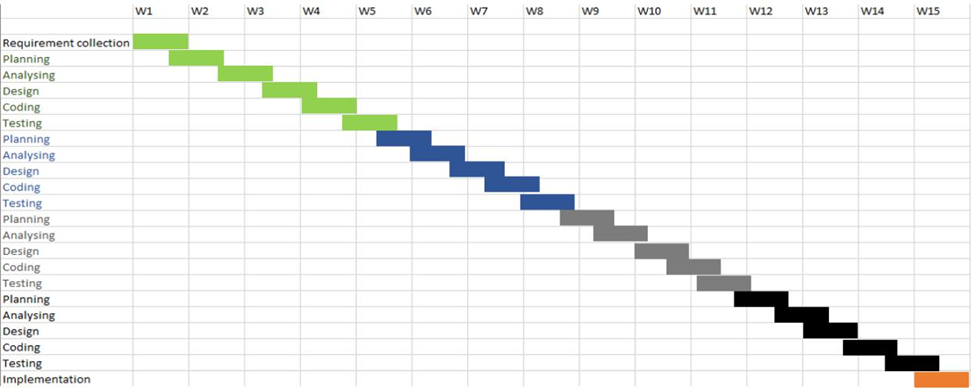 W1 W2 W3 W4 W5 W6 W7 W8 W9 W10 W11 W12 W13 W14 W15
Requirement collection
Planning
Analysing
Design
Coding
Testing
Planning
Analysing
Design
Coding
Testing
Planning
Analysing
Design
Coding
Testing
Planning
Analysing
Design
Coding
Testing
Implementation